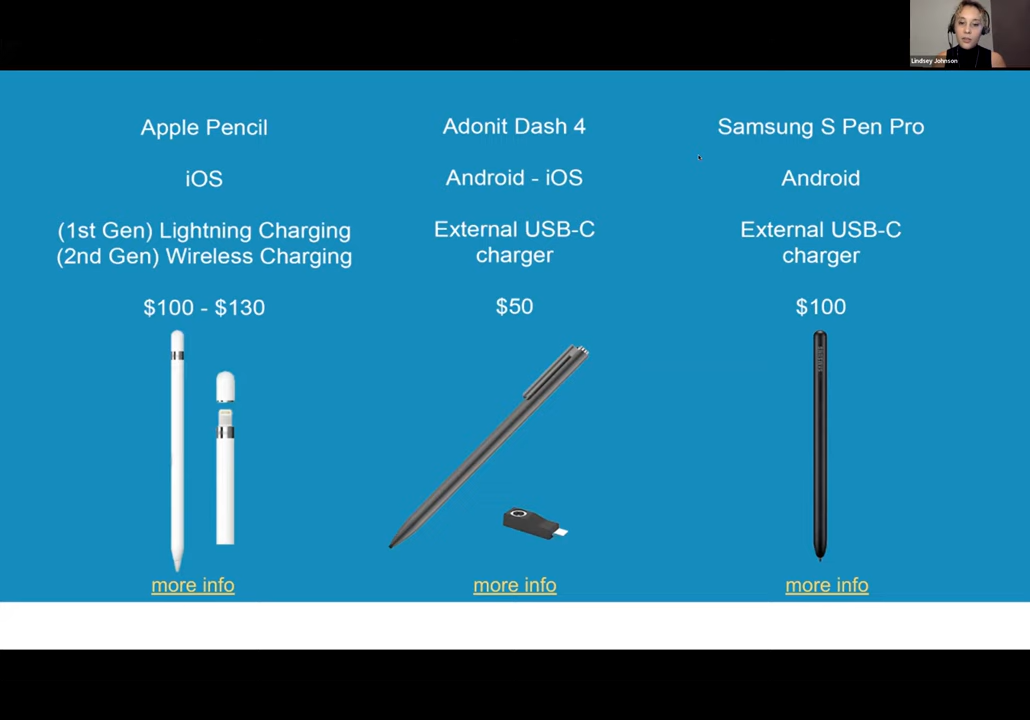 Lindsey Johnson
Apple Pencil
iOS
(1st Gen) Lightning Charging
(2nd Gen) Wireless Charging
$100 - $130
more info
Adonit Dash 4
Android - iOS
External USB-C
charger
$50
more info
Samsung S Pen Pro
Android
External USB-C
charger
$100
more info